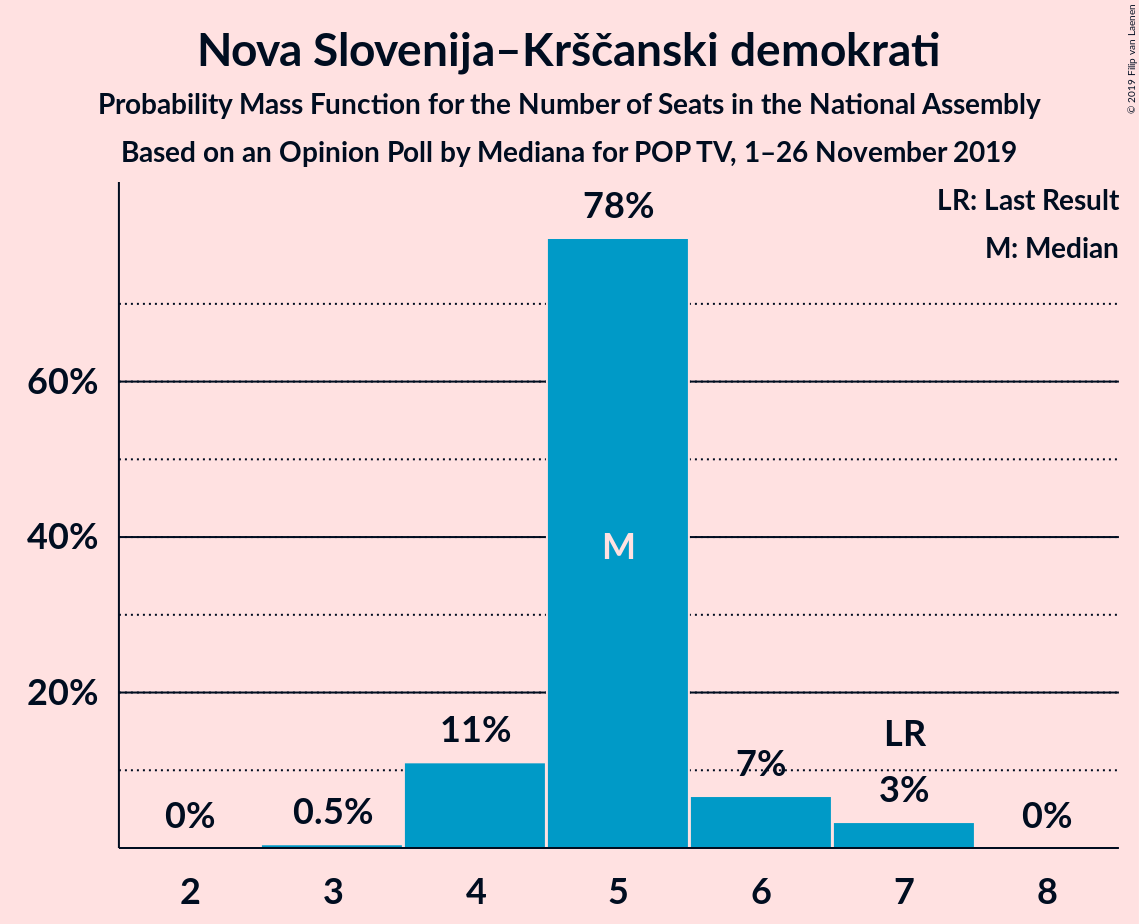 Nova Slovenija–Krščanski demokrati
Probability Mass Function for the Number of Seats in the National Assembly
Based on an Opinion Poll by Mediana for POP TV, 1–26 November 2019
© 2019 Filip van Laenen
LR: Last Result
M: Median
78%
60%
40%
M
20%
11%
LR
7%
3%
0%
0.5%
0%
2 3 4 5 6 7 8